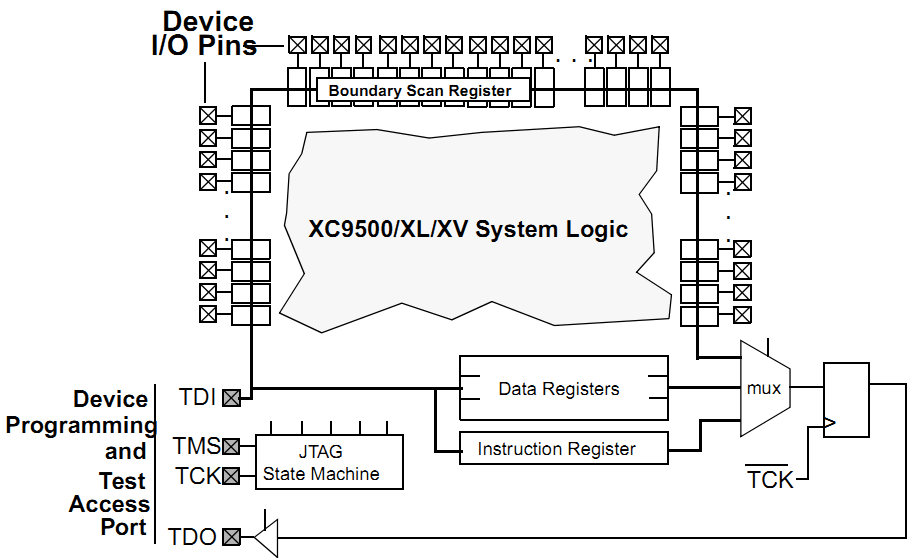 Device
I/O Pins
Boundary Scan Register
XC9500/XL/XV System Logic
Device
Programming
and
Test
Access
Port
TDI
TMS
TCK
TDO
JTAG
State Machine
Data Registers
Instruction Register
mux
TCK